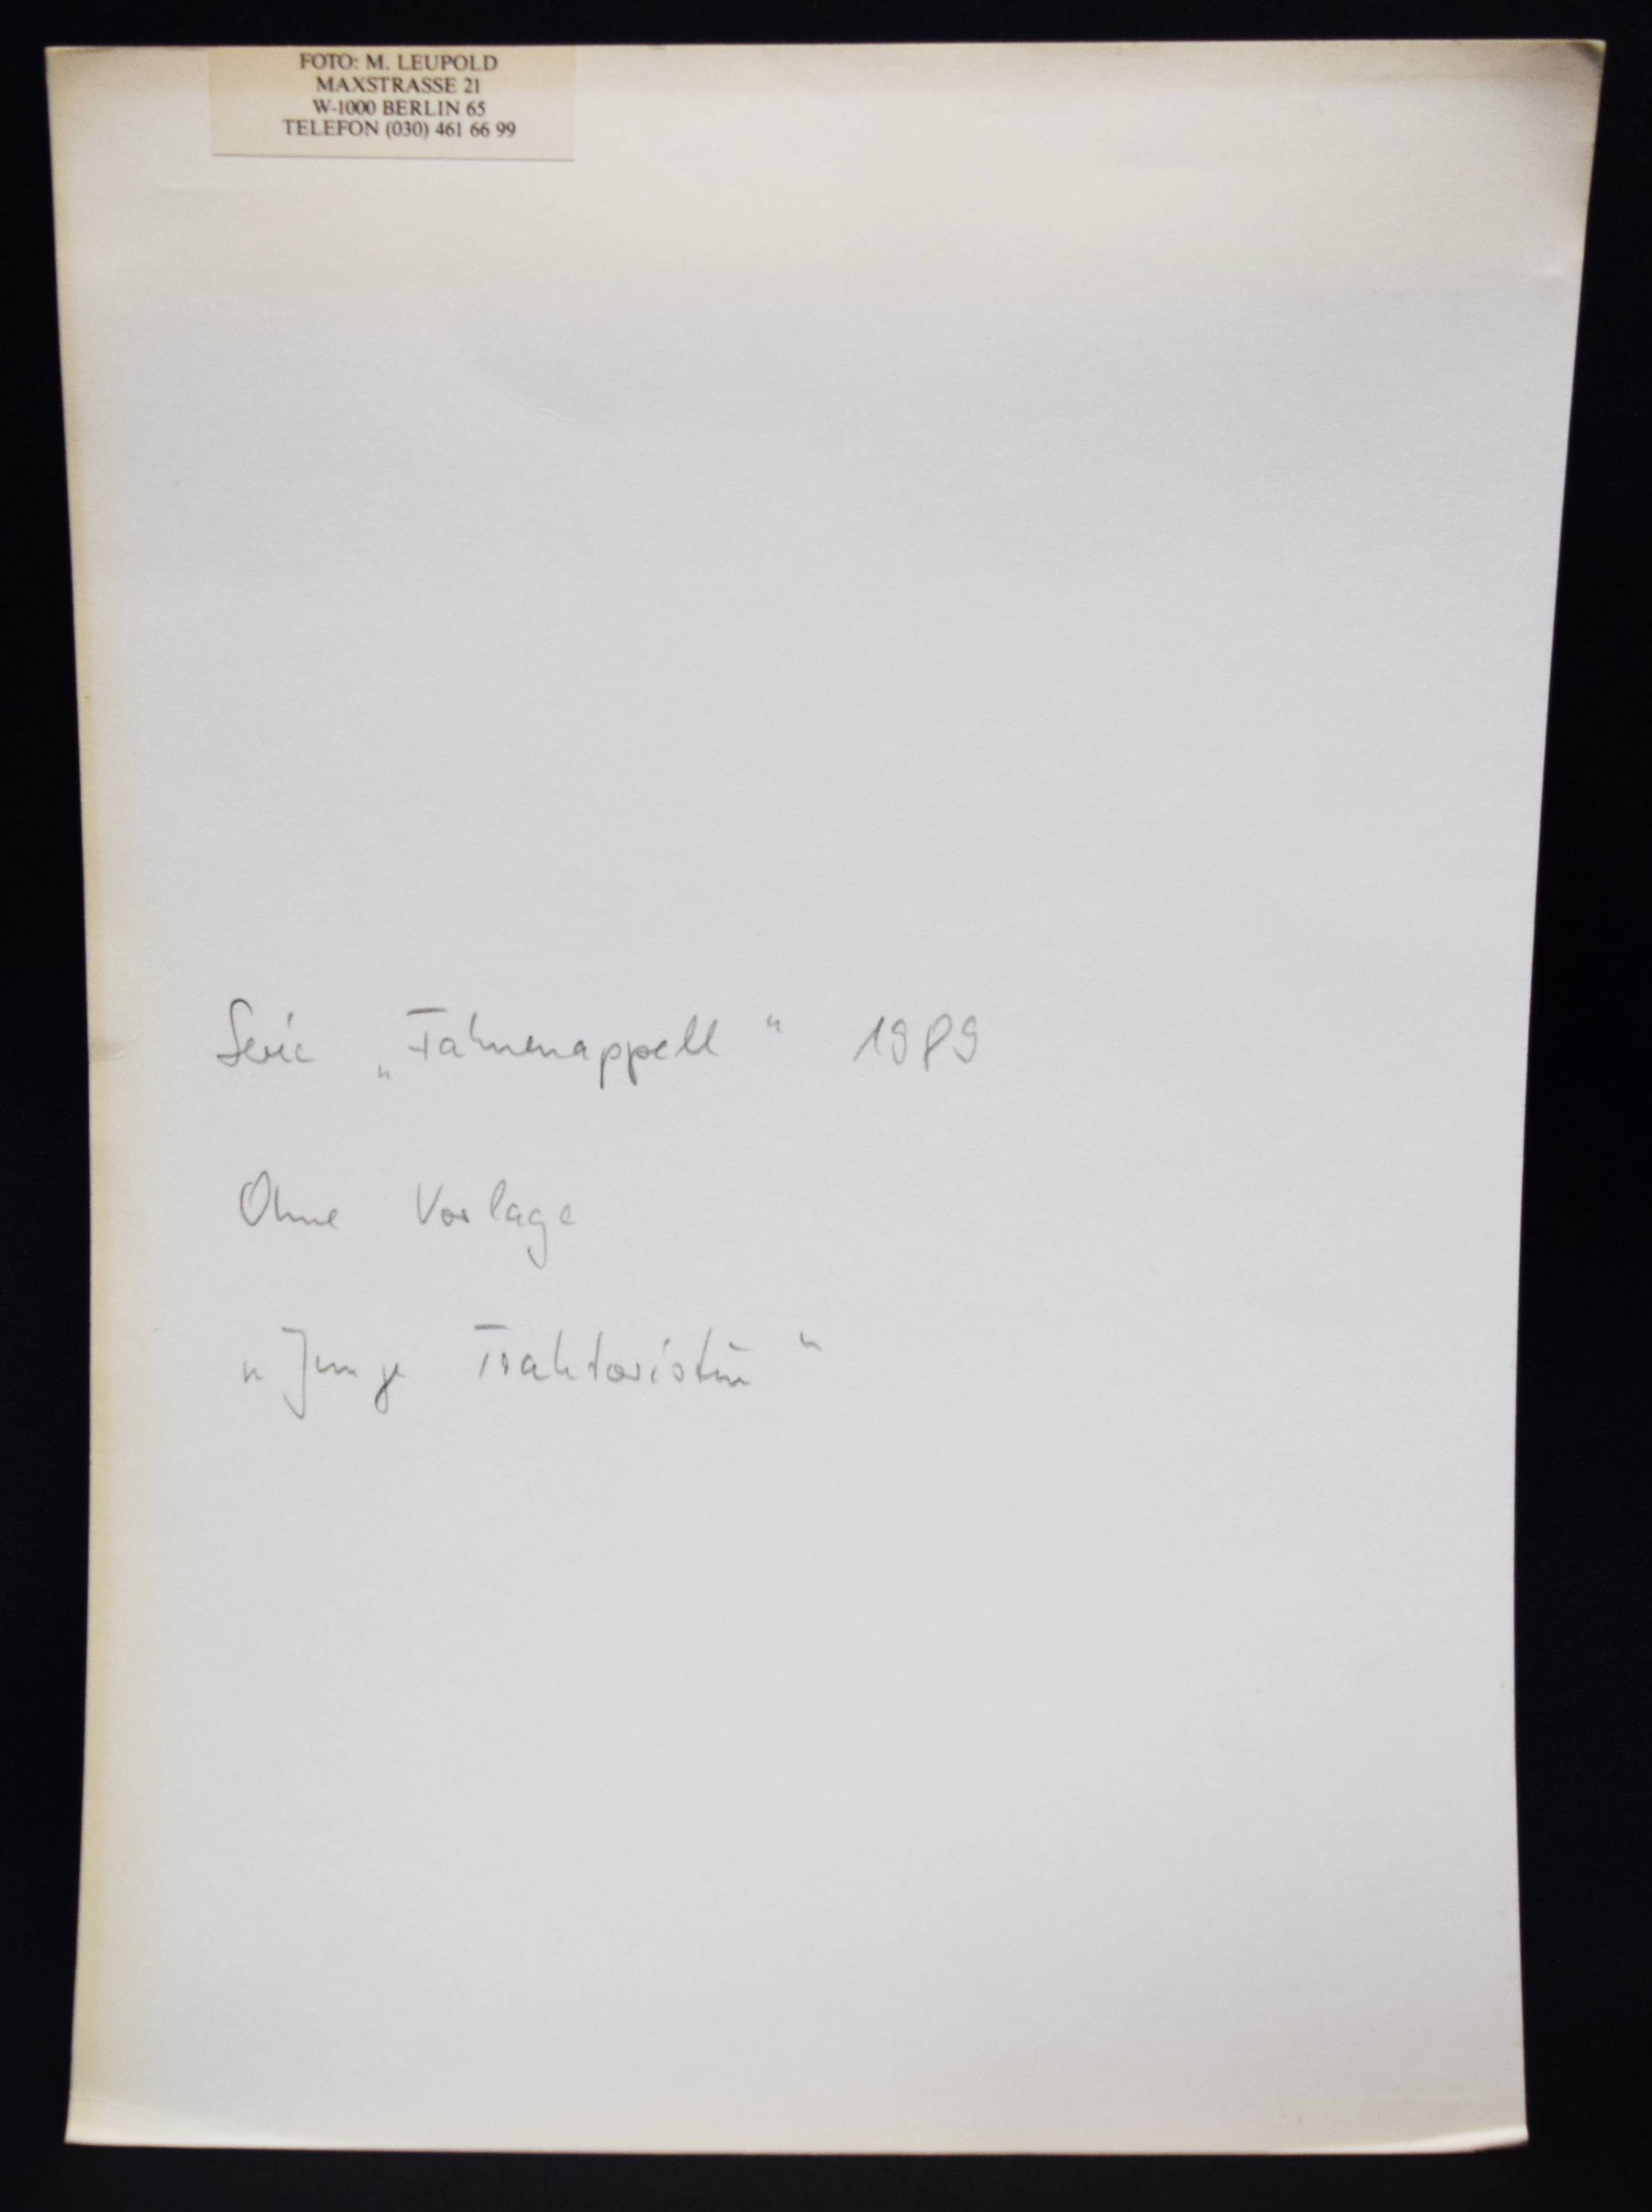 FOTO: M. LEUPOLD
MAXSTRASSE 21
W-1000 BERLIN 65
TELEFON (030) 461 66 99
Serie „Fahnenappell“ 1989
Ohne Vorlage
„Junge Traktoristin“